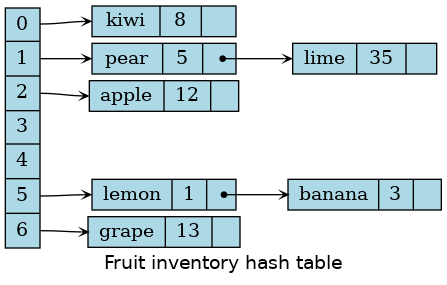 0 kiwi 8
1 pear 5 lime 35
2 apple 12
3
4
5 lemon 1 banana 3
6 grape 13
Fruit inventory hash table